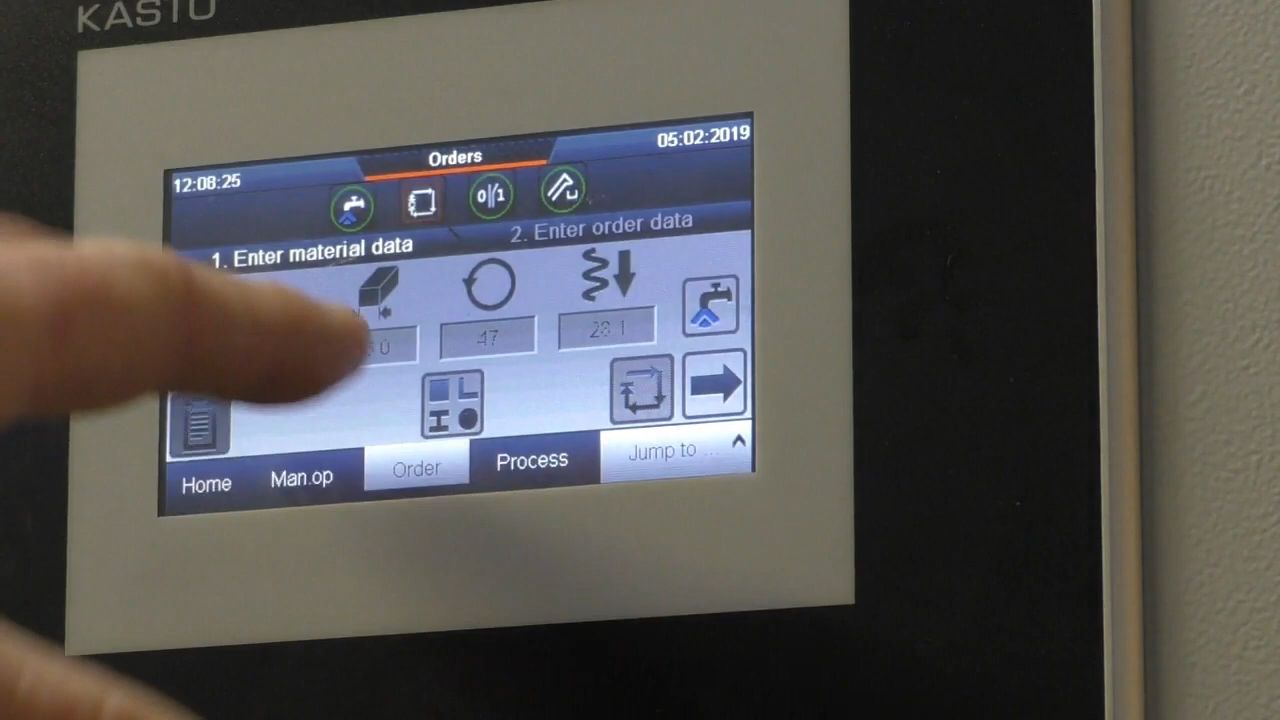 KASTO
Orders
05:02:2019
12:08:25
0 1
1. Enter material data
2. Enter order data
47
Home
Man.op
Order
Process
Jump to ...